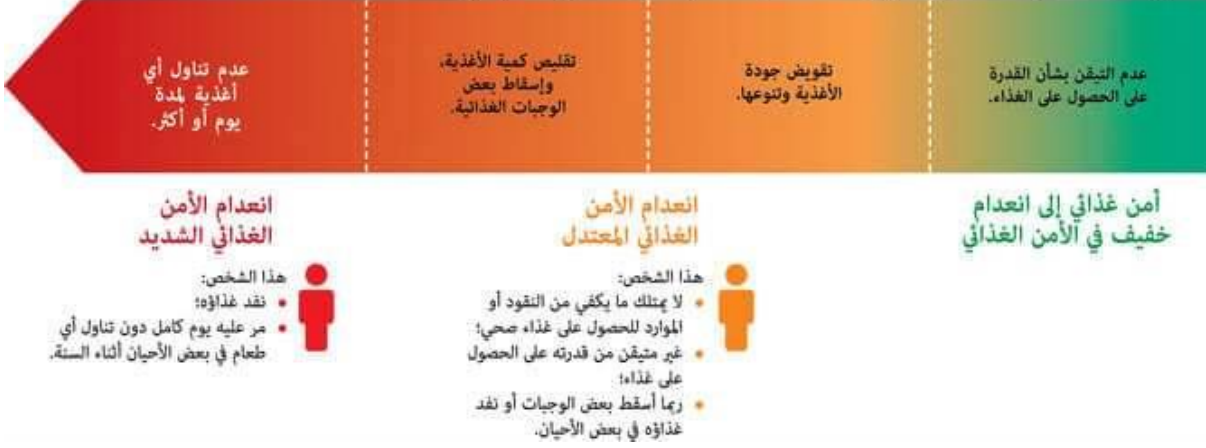 عدم التيقن بشأن القدرة
على الحصول على الغذاء.
تقويض جودة
الأغذية وتنوعها.
تقليص كمية الأغذية،
وإسقاط بعض
الوجبات الغذائية.
عدم تناول أي
أغذية لمدة
يوم أو أكثر.
أمن غذائي إلى انعدام
خفيف في الأمن الغذائي
انعدام الأمن
الغذائي المعتدل
هذا الشخص:
• لا يمتلك ما يكفي من النقود أو
الموارد للحصول على غذاء صحي؛
• غير متيقن من قدرته على الحصول
على غذاء؛
• ربما أسقط بعض الوجبات أو نفد
غذاؤه في بعض الأحيان.
انعدام الأمن
الغذائي الشديد
هذا الشخص:
• نفد غذاؤه؛
• مر عليه يوم كامل دون تناول أي
طعام في بعض الأحيان أثناء السنة.